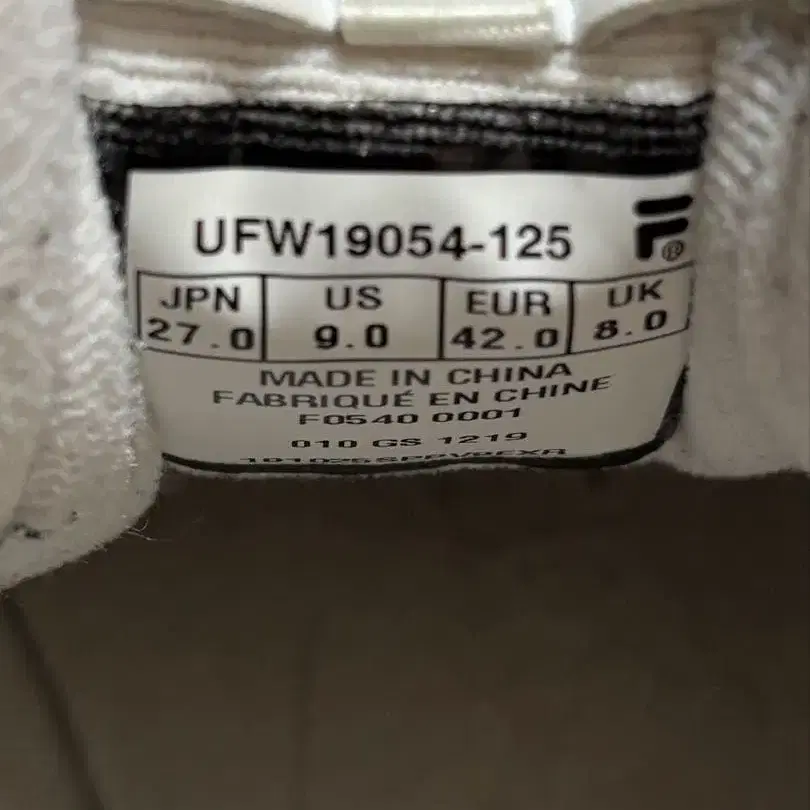 UFW19054-125
JPN US EUR UK
27.0 9.0 42.0 8.0
MADE IN CHINA
FABRIQUÉ EN CHINE
F0540 0001
010 GS 1219